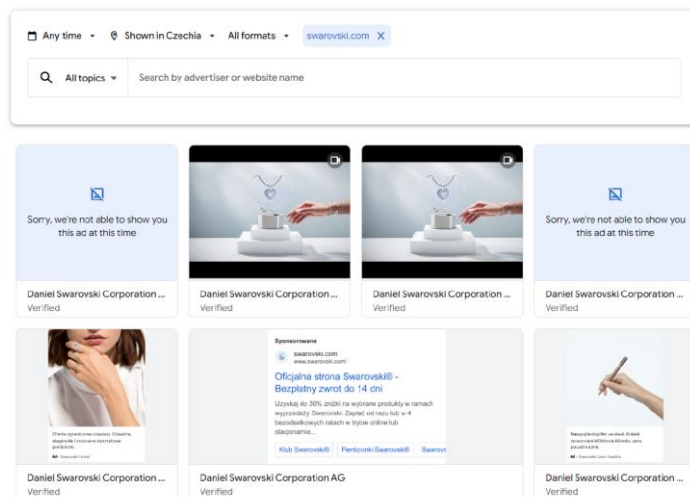 Any time
Shown in Czechia
All formats
swarovski.com
All topics
Search by advertiser or website name
Sorry, we're not able to show you
this ad at this time
Sorry, we're not able to show you
this ad at this time
Daniel Swarovski Corporation ...
Verified
Daniel Swarovski Corporation ...
Verified
Daniel Swarovski Corporation ...
Verified
Daniel Swarovski Corporation ...
Verified
Sponsorowane
swarovski.com
www.swarovski.com/
Oficjalna strona Swarovski® -
Bezpłatny zwrot do 14 dni
Uzyskaj do 30% zniżki na wybrane produkty w ramach
wyprzedaży Swarovski. Zapłać od razu lub w 4
bezodsetkowych ratach w trybie online lub
stacjonarnie...
Klub Swarovski®
Pierścionki Swarovski®
Swarovs
Daniel Swarovski Corporation ...
Verified
Daniel Swarovski Corporation AG
Verified
Daniel Swarovski Corporation ...
Verified